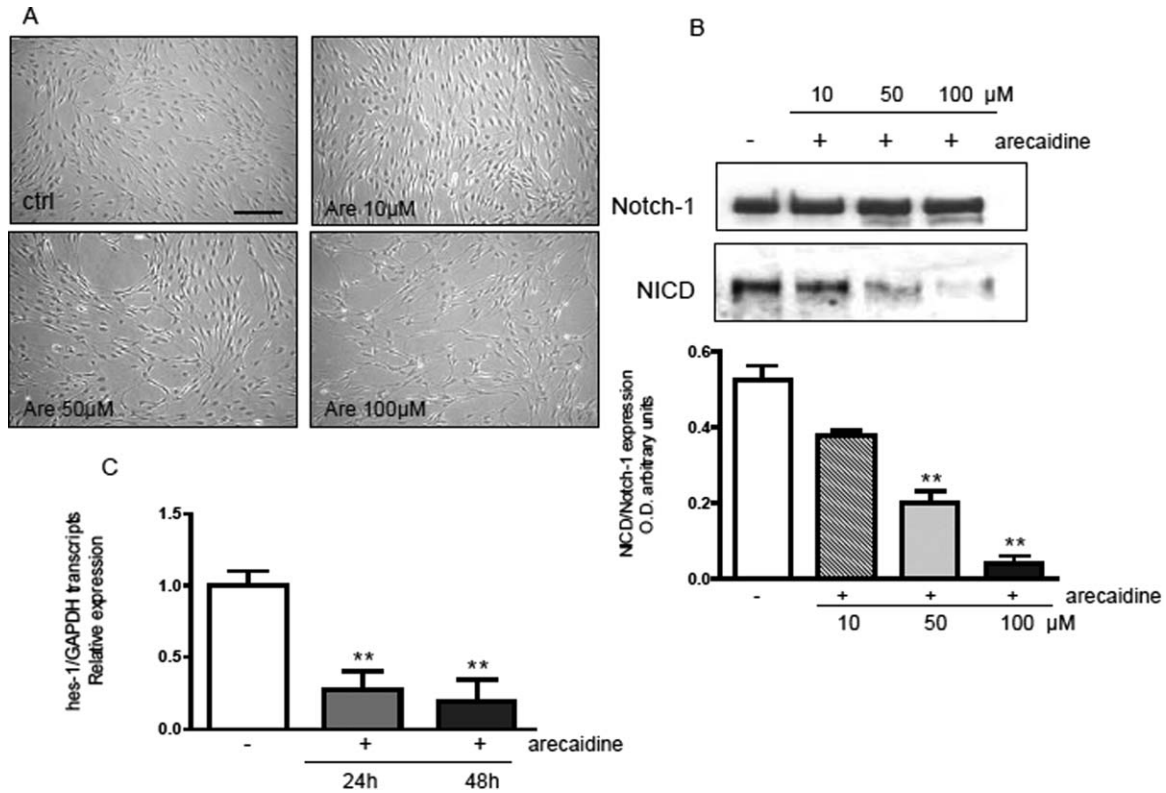 A
ctrl
Are 10µM
Are 50µM
Are 100µM
B
10 50 100 µM
- + + + arecaidine
Notch-1
NICD
NICD/Notch-1 expression
O.D. arbitrary units
0.6
0.4
0.2
0.0
**
**
- + + + arecaidine
10 50 100 µM
C
hes-1/GAPDH transcripts
Relative expression
1.5
1.0
0.5
0.0
** **
- + + arecaidine
24h 48h